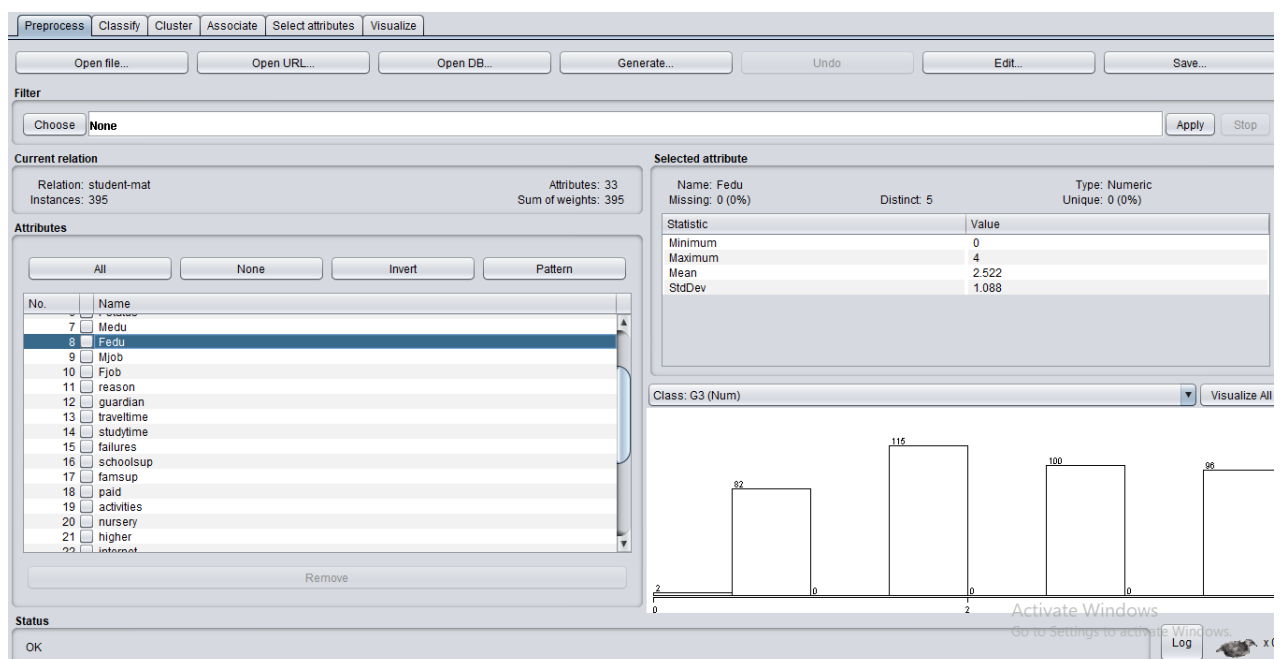 Preprocess Classify Cluster Associate Select attributes Visualize
Open file... Open URL... Open DB... Generate... Undo Edit... Save...
Filter
Choose None Apply Stop
Current relation
Relation: student-mat Attributes: 33
Instances: 395 Sum of weights: 395
Attributes
All None Invert Pattern
No. Name
7 Medu
8 Fedu
9 Mjob
10 Fjob
11 reason
12 guardian
13 traveltime
14 studytime
15 failures
16 schoolsup
17 famsup
18 paid
19 activities
20 nursery
21 higher
22 internet
Remove
Selected attribute
Name: Fedu Type: Numeric
Missing: 0 (0%) Distinct: 5 Unique: 0 (0%)
Statistic Value
Minimum 0
Maximum 4
Mean 2.522
StdDev 1.088
Class: G3 (Num) Visualize All
115
100
96
82
2 0 0 0
0 2
Activate Windows
Go to Settings to activate Windows.
Status
OK Log x 0